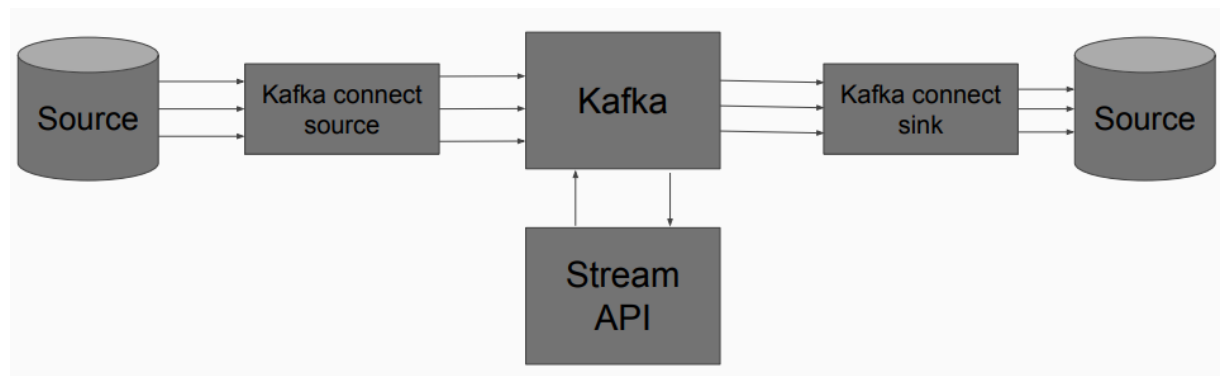 Source
Kafka connect
source
Kafka
Kafka connect
sink
Source
Stream
API